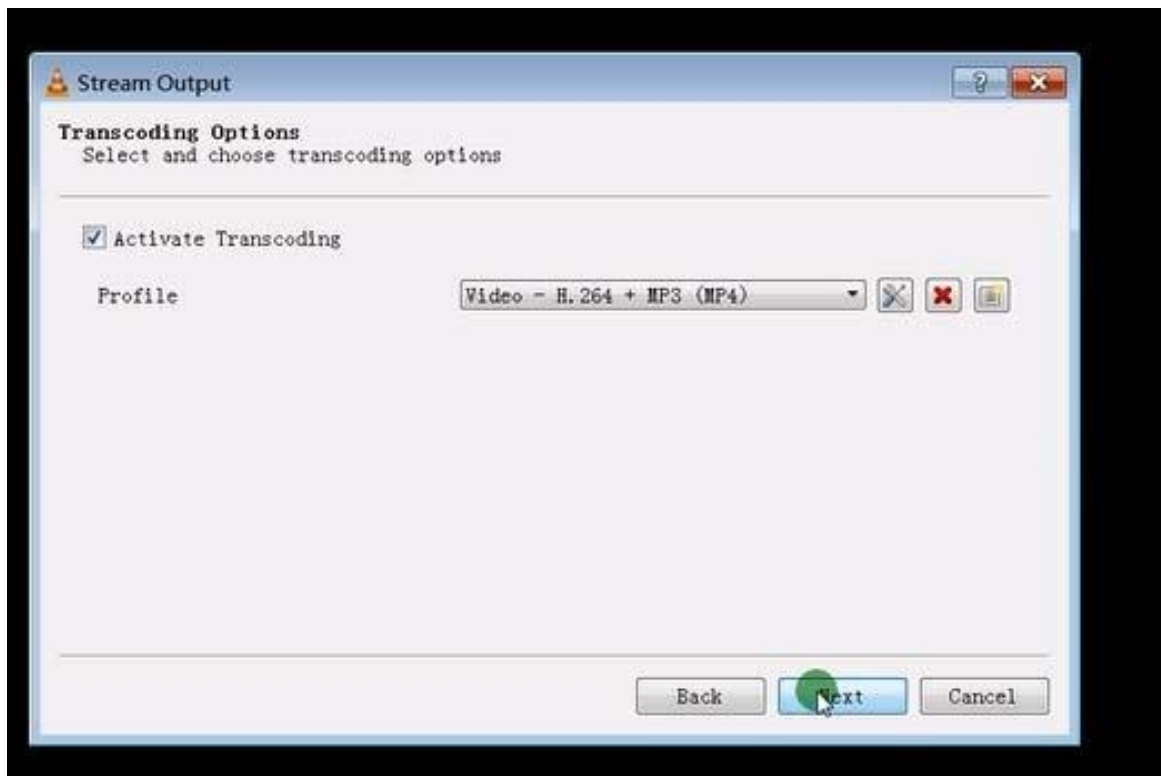 Stream Output
Transcoding Options
Select and choose transcoding options
Activate Transcoding
Profile
Video - H.264 + MP3 (MP4)
Back
Next
Cancel